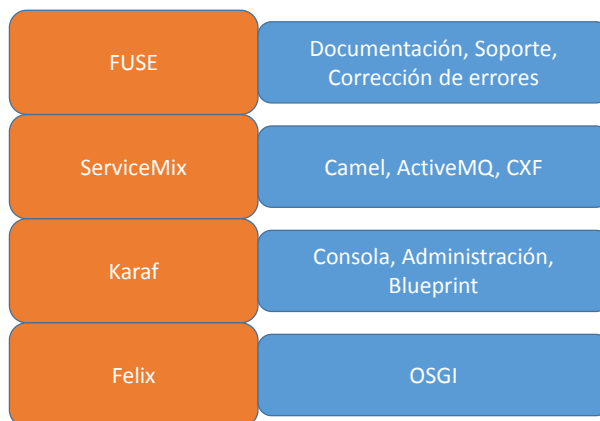 FUSE
Documentación, Soporte,
Corrección de errores
ServiceMix
Camel, ActiveMQ, CXF
Karaf
Consola, Administración,
Blueprint
Felix
OSGI